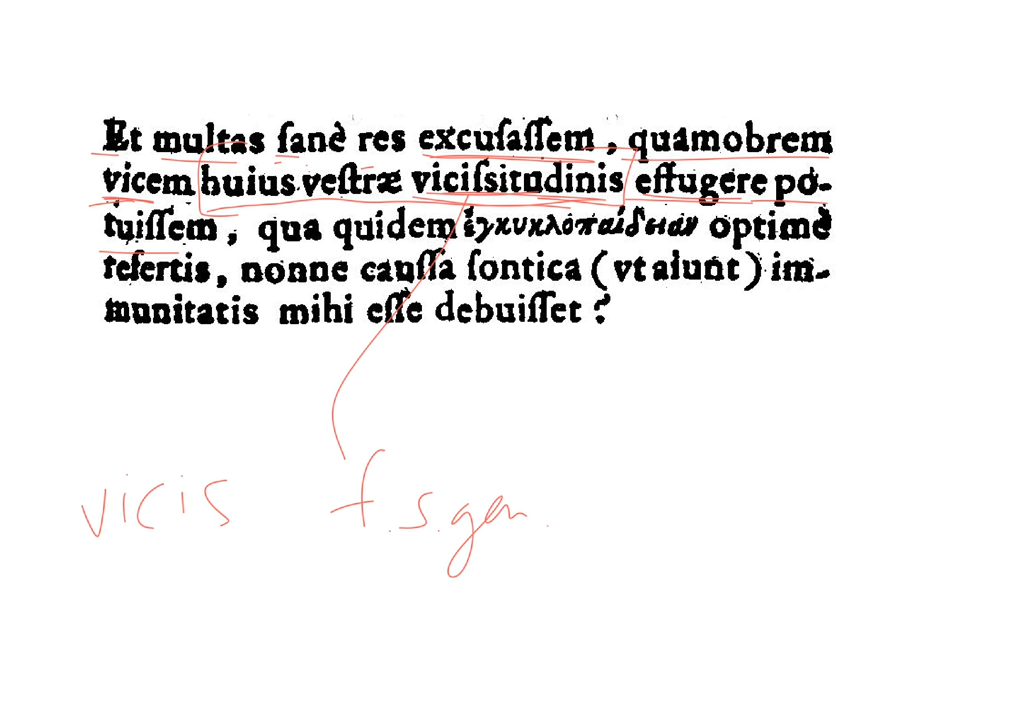 Et multas ſanè res excuſaſſem, quamobrem
vicem huius veſtræ viciſsitudinis effugere po-
tuiſſem, qua quidem ἐγκυκλοπαίδειαν optimè
refertis, nonne cauſſa ſontica (vt aiunt) im-
munitatis mihi eſſe debuiſſet?
vicis f. s. gen.